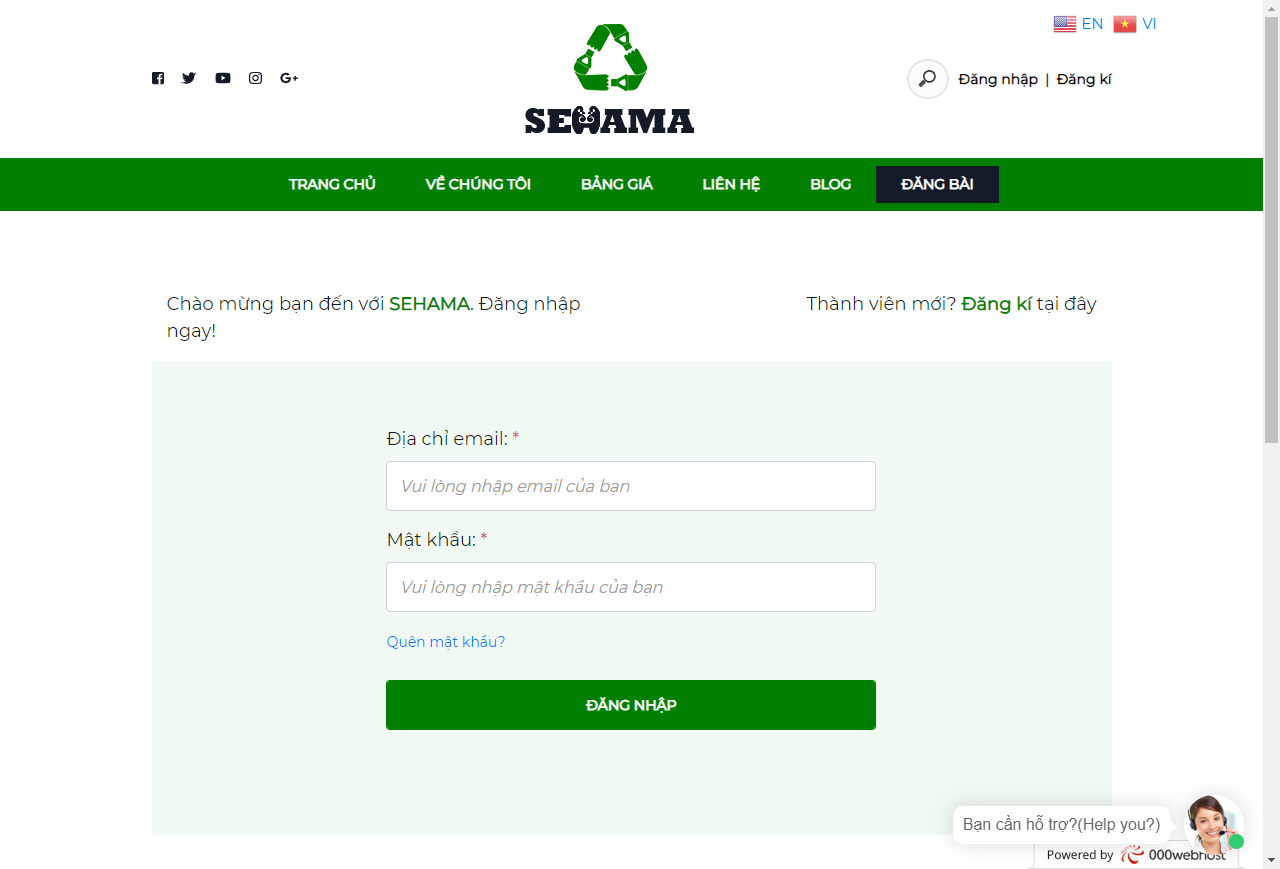 EN VI
Đăng nhập | Đăng kí
SEHAMA
TRANG CHỦ VỀ CHÚNG TÔI BẢNG GIÁ LIÊN HỆ BLOG ĐĂNG BÀI
Chào mừng bạn đến với SEHAMA. Đăng nhập
ngay!
Thành viên mới? Đăng kí tại đây
Địa chỉ email: *
Vui lòng nhập email của bạn
Mật khẩu: *
Vui lòng nhập mật khẩu của bạn
Quên mật khẩu?
ĐĂNG NHẬP
Bạn cần hỗ trợ?(Help you?)
Powered by 000webhost